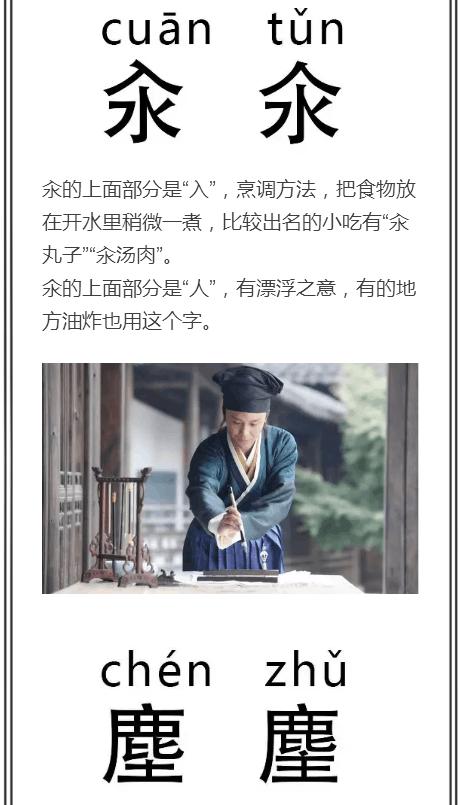 cuān tǔn
汆 氽
汆的上面部分是“入”，烹调方法，把食物放
在开水里稍微一煮，比较出名的小吃有“汆
丸子”“汆汤肉”。
氽的上面部分是“人”，有漂浮之意，有的地
方油炸也用这个字。
chén zhǔ
塵 麈